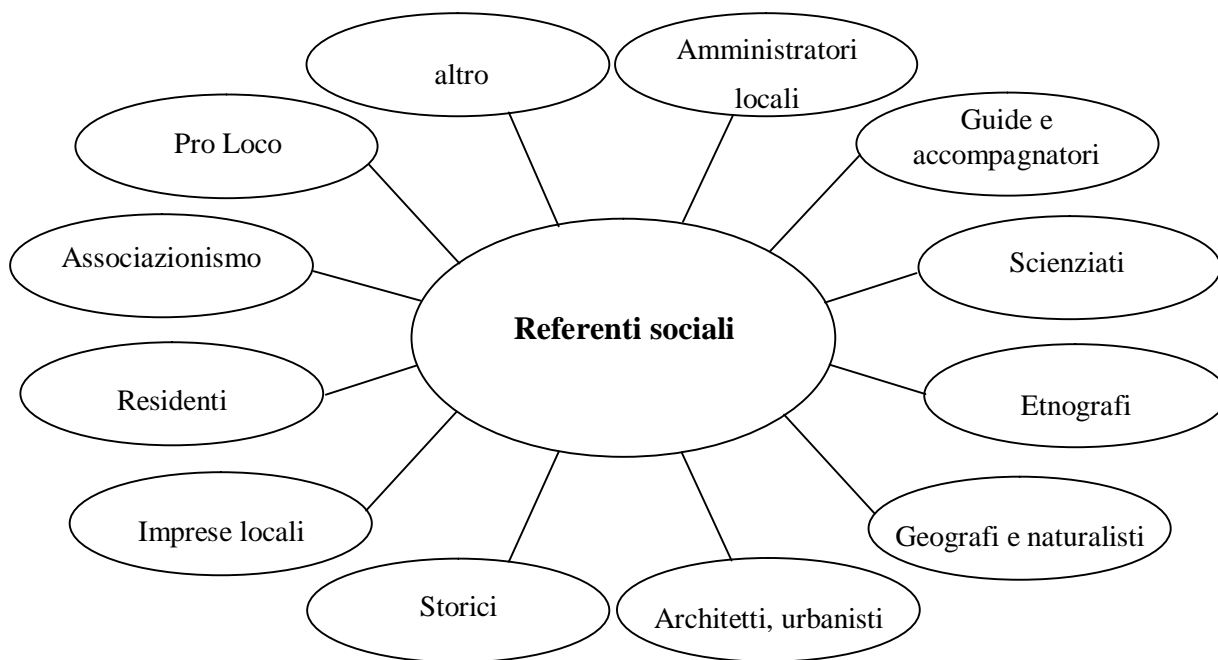 altro
Amministratori
locali
Pro Loco
Guide e
accompagnatori
Associazionismo
Scienziati
Referenti sociali
Residenti
Etnografi
Imprese locali
Geografi e naturalisti
Storici
Architetti, urbanisti